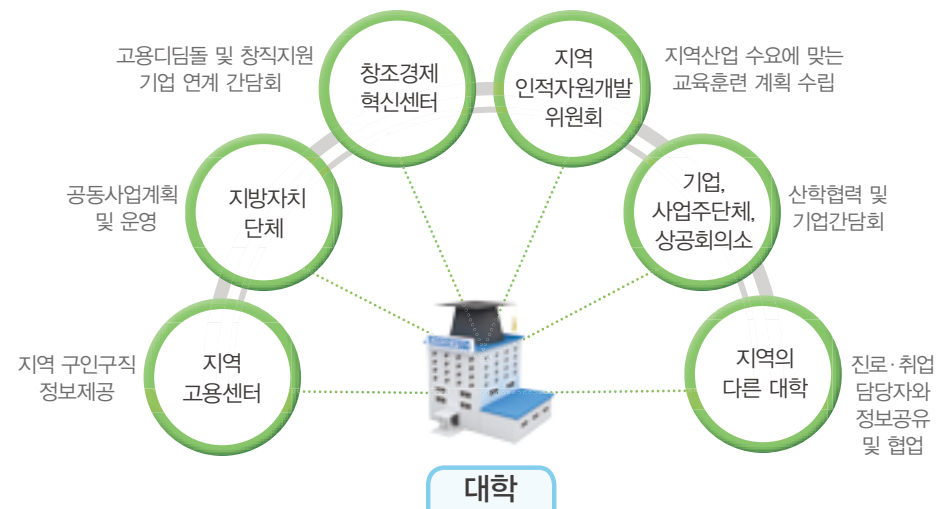 고용디딤돌 및 창직지원
기업 연계 간담회
창조경제
혁신센터
지역
인적자원개발
위원회
지역산업 수요에 맞는
교육훈련 계획 수립
공동사업계획
및 운영
지방자치
단체
기업,
사업주단체,
상공회의소
산학협력 및
기업간담회
지역 구인구직
정보제공
지역
고용센터
지역의
다른 대학
진로·취업
담당자와
정보공유
및 협업
대학